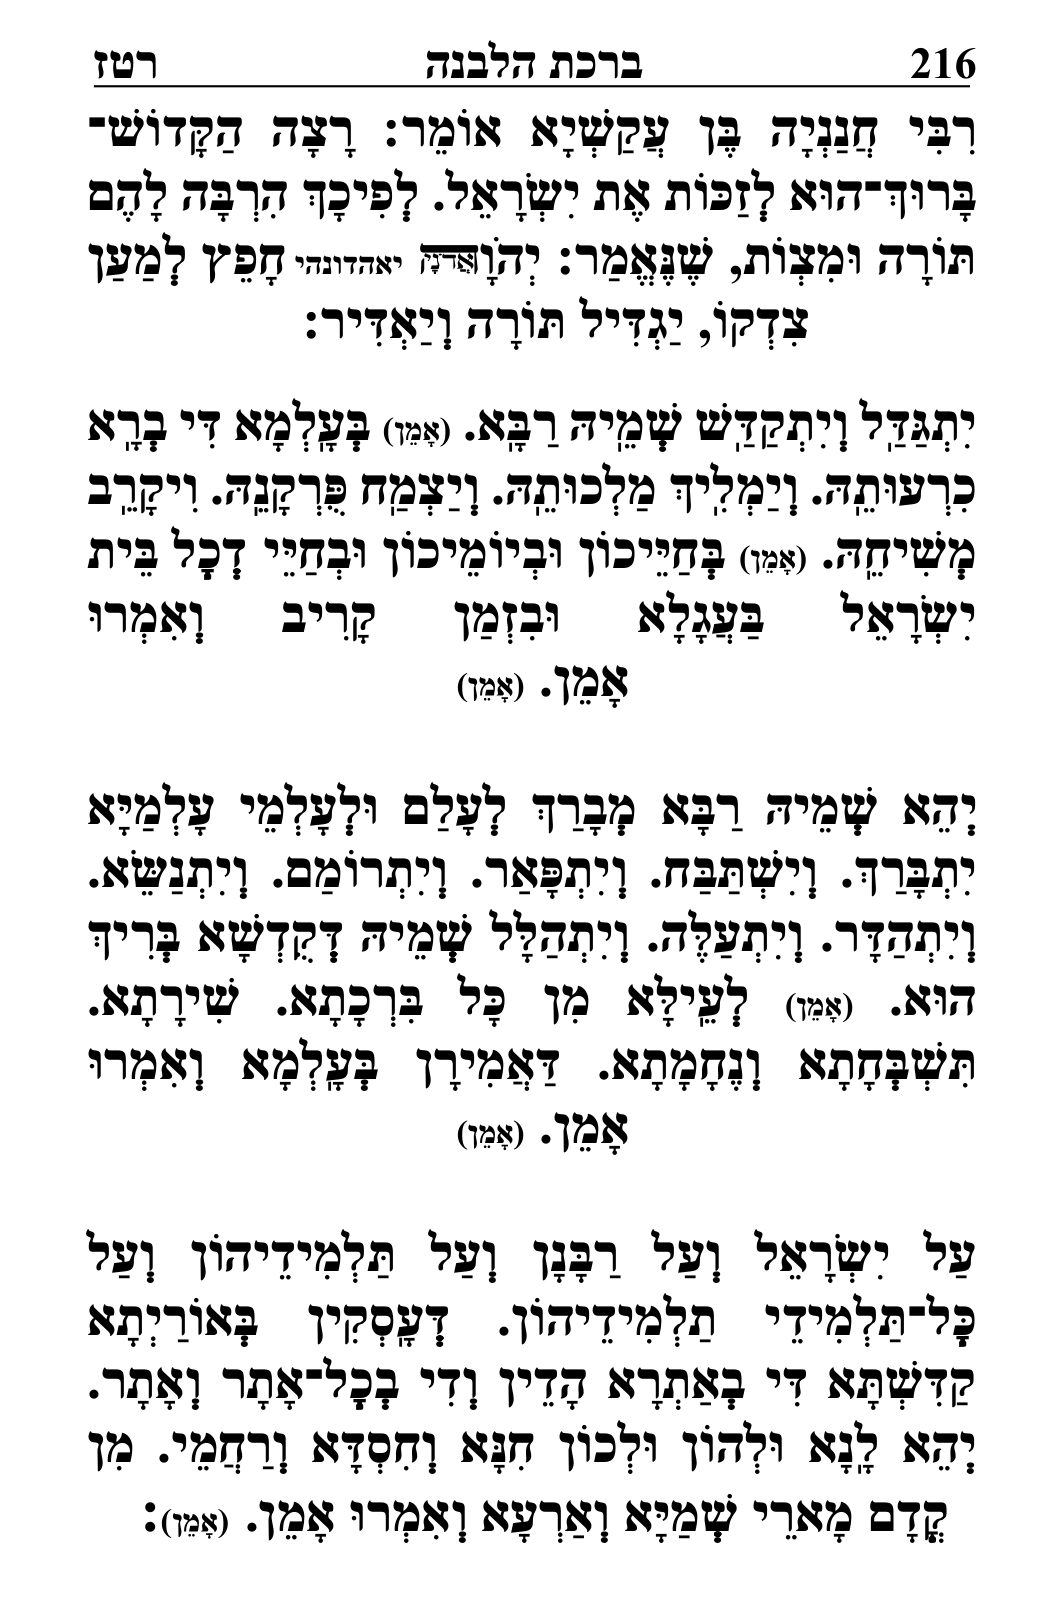 216 ברכת הלבנה רטז
רִבִּי חֲנַנְיָה בֶּן עֲקַשְׁיָא אוֹמֵר: רָצָה הַקָּדוֹשׁ־
בָּרוּךְ־הוּא לְזַכּוֹת אֶת יִשְׂרָאֵל. לְפִיכָךְ הִרְבָּה לָהֶם
תּוֹרָה וּמִצְוֹת, שֶׁנֶּאֱמַר: יְהֹוָאֲדֹנָי יאהדונהי חָפֵץ לְמַעַן
צִדְקוֹ, יַגְדִּיל תּוֹרָה וְיַאְדִּיר:
יִתְגַּדַּֽל וְיִתְקַדַּֽשׁ שְׁמֵֽיהּ רַבָּֽא. (אָמֵן) בְּעָֽלְמָא דִּי בְרָֽא
כִרְעוּתֵֽהּ. וְיַמְלִֽיךְ מַלְכוּתֵֽהּ. וְיַצְמַֽח פֻּרְקָנֵֽהּ. וִיקָרֵֽב
מְשִׁיחֵֽהּ. (אָמֵן) בְּחַיֵּיכוֹן וּבְיוֹמֵיכוֹן וּבְחַיֵּי דְכָל בֵּית
יִשְׂרָאֵל בַּעֲגָלָא וּבִזְמַן קָרִיב וְאִמְרוּ
אָמֵן. (אָמֵן)
יְהֵא שְׁמֵיהּ רַבָּא מְבָרַךְ לְעָלַם וּלְעָלְמֵי עָלְמַיָּא
יִתְבָּרַךְ. וְיִשְׁתַּבַּח. וְיִתְפָּאַר. וְיִתְרוֹמַם. וְיִתְנַשֵּׂא.
וְיִתְהַדָּר. וְיִתְעַלֶּה. וְיִתְהַלָּל שְׁמֵיהּ דְּקֻדְשָׁא בְּרִיךְ
הוּא. (אָמֵן) לְעֵֽילָּא מִן כָּל בִּרְכָתָא. שִׁירָתָא.
תִּשְׁבְּחָתָא וְנֶחָמָתָא. דַּאֲמִירָן בְּעָֽלְמָא וְאִמְרוּ
אָמֵן. (אָמֵן)
עַל יִשְׂרָאֵל וְעַל רַבָּנָן וְעַל תַּלְמִידֵיהוֹן וְעַל
כָּל־תַּלְמִידֵי תַלְמִידֵיהוֹן. דְּעָֽסְקִין בְּאוֹרַיְתָא
קַדִּשְׁתָּא דִּי בְאַתְרָא הָדֵין וְדִי בְכָל־אָתָר וְאָתָר.
יְהֵא לָֽנָא וּלְהוֹן וּלְכוֹן חִנָּא וְחִסְדָּא וְרַחֲמֵי. מִן
קֳדָם מָארֵי שְׁמַיָּא וְאַרְעָא וְאִמְרוּ אָמֵן. (אָמֵן):